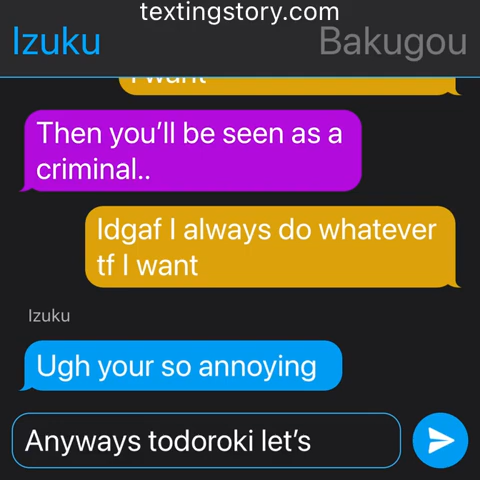 textingstory.com
Izuku
Bakugou
I want
Then you'll be seen as a
criminal..
Idgaf I always do whatever
tf I want
Izuku
Ugh your so annoying
Anyways todoroki let's